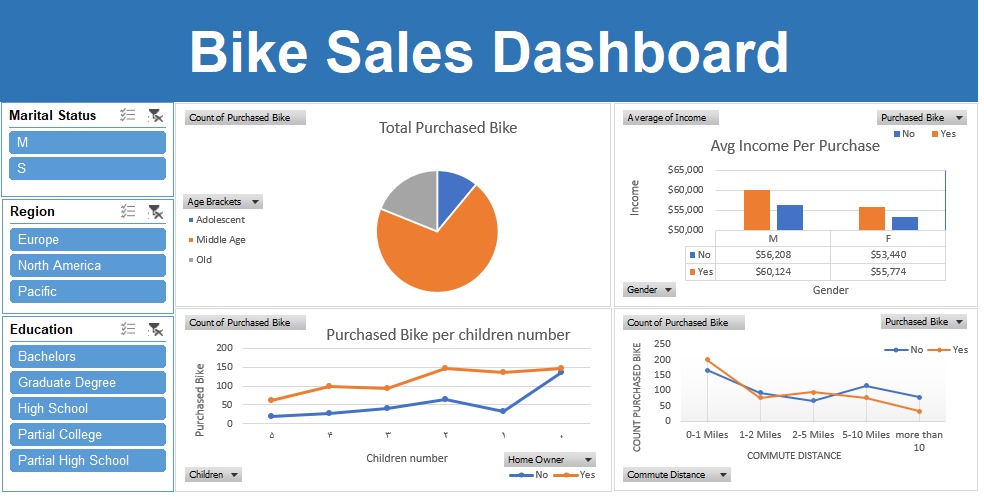 Bike Sales Dashboard
Marital Status
M
S
Region
Europe
North America
Pacific
Education
Bachelors
Graduate Degree
High School
Partial College
Partial High School
Count of Purchased Bike
Total Purchased Bike
Age Brackets
Adolescent
Middle Age
Old
Average of Income
Purchased Bike
No Yes
Avg Income Per Purchase
Income
$65,000
$60,000
$55,000
$50,000
M F
No $56,208 $53,440
Yes $60,124 $55,774
Gender
Gender
Count of Purchased Bike
Purchased Bike per children number
Purchased Bike
200
150
100
50
0
۵ ۴ ۳ ۲ ۱ ۰
Children number
Home Owner
Children
No Yes
Count of Purchased Bike
Purchased Bike
No Yes
COUNT PURCHASED BIKE
250
200
150
100
50
0
0-1 Miles 1-2 Miles 2-5 Miles 5-10 Miles more than
10
COMMUTE DISTANCE
Commute Distance